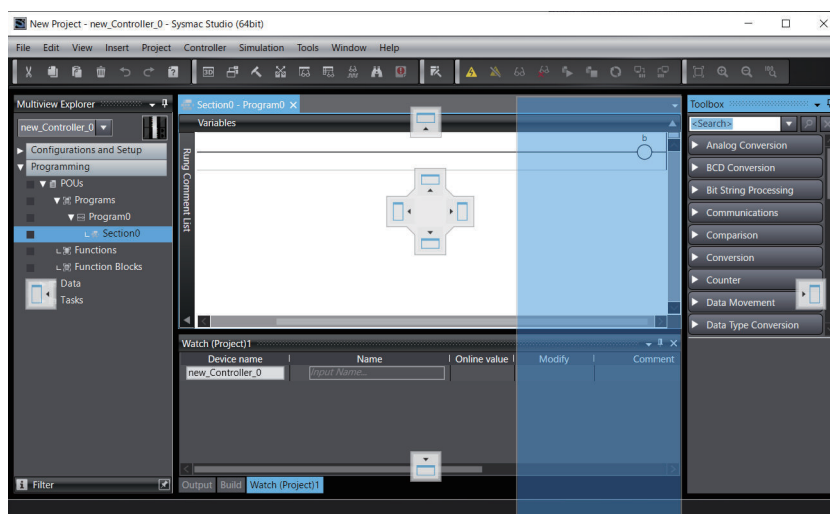 New Project - new_Controller_0 - Sysmac Studio (64bit)
File Edit View Insert Project Controller Simulation Tools Window Help
Multiview Explorer
new_Controller_0
Configurations and Setup
Programming
POUs
Programs
Program0
Section0
Functions
Function Blocks
Data
Tasks
Filter
Section0 - Program0
Variables
Rung Comment List
b
Watch (Project)1
Device name Name Online value Modify Comment
new_Controller_0 Input Name...
Output Build Watch (Project)1
Toolbox
<Search>
Analog Conversion
BCD Conversion
Bit String Processing
Communications
Comparison
Conversion
Counter
Data Movement
Data Type Conversion